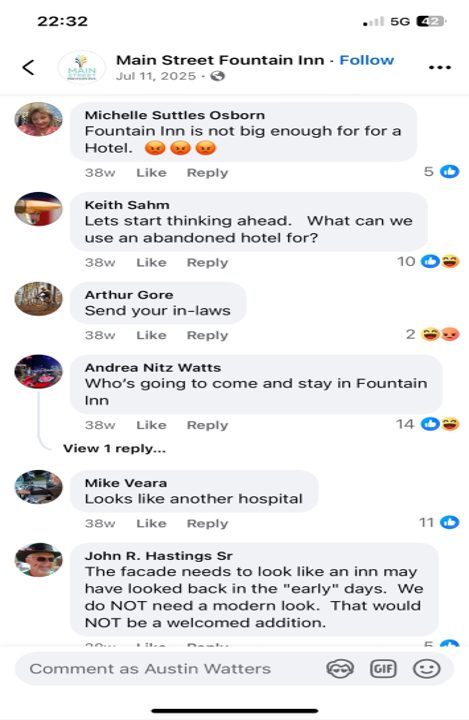 22:32
5G 42
Main Street Fountain Inn · Follow
Jul 11, 2025 ·
MAIN
STREET
Michelle Suttles Osborn
Fountain Inn is not big enough for for a
Hotel. 😡 😡 😡
38w Like Reply 5
Keith Sahm
Lets start thinking ahead. What can we
use an abandoned hotel for?
38w Like Reply 10
Arthur Gore
Send your in-laws
38w Like Reply 2
Andrea Nitz Watts
Who's going to come and stay in Fountain
Inn
38w Like Reply 14
View 1 reply...
Mike Veara
Looks like another hospital
38w Like Reply 11
John R. Hastings Sr
The facade needs to look like an inn may
have looked back in the "early" days. We
do NOT need a modern look. That would
NOT be a welcomed addition.
38w Like Reply 5
Comment as Austin Watters
GIF